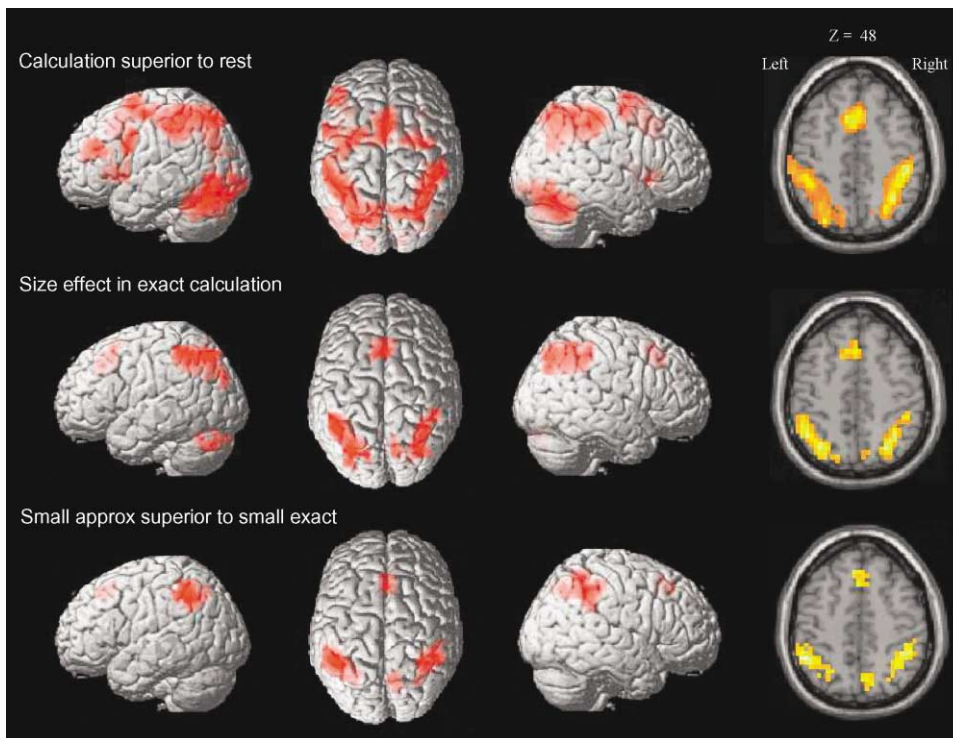 Calculation superior to rest
Z = 48
Left
Right
Size effect in exact calculation
Small approx superior to small exact